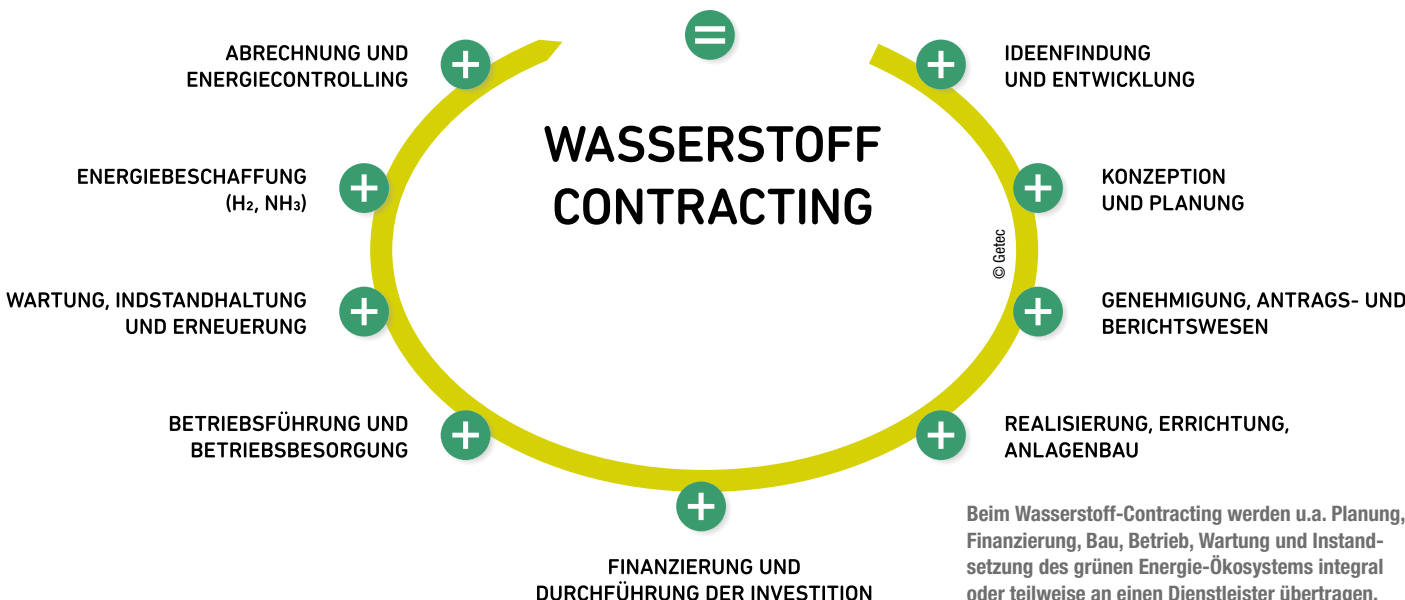 WASSERSTOFF
CONTRACTING
IDEENFINDUNG
UND ENTWICKLUNG
KONZEPTION
UND PLANUNG
GENEHMIGUNG, ANTRAGS- UND
BERICHTSWESEN
REALISIERUNG, ERRICHTUNG,
ANLAGENBAU
FINANZIERUNG UND
DURCHFÜHRUNG DER INVESTITION
BETRIEBSFÜHRUNG UND
BETRIEBSBESORGUNG
WARTUNG, INDSTANDHALTUNG
UND ERNEUERUNG
ENERGIEBESCHAFFUNG
(H₂, NH₃)
ABRECHNUNG UND
ENERGIECONTROLLING
© Getec
Beim Wasserstoff-Contracting werden u.a. Planung,
Finanzierung, Bau, Betrieb, Wartung und Instand-
setzung des grünen Energie-Ökosystems integral
oder teilweise an einen Dienstleister übertragen.